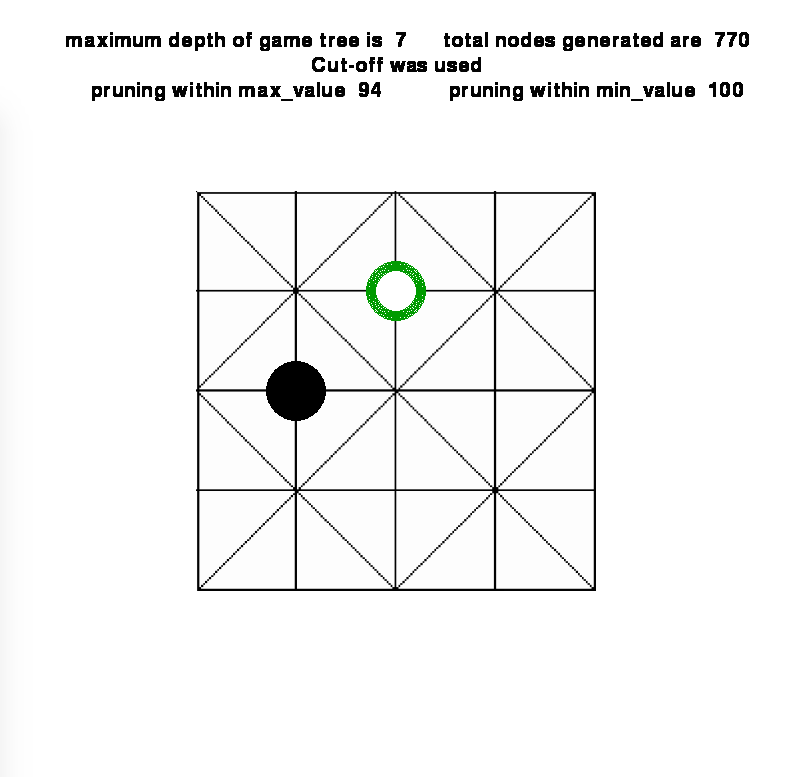 maximum depth of game tree is 7 total nodes generated are 770
Cut-off was used
pruning within max_value 94 pruning within min_value 100